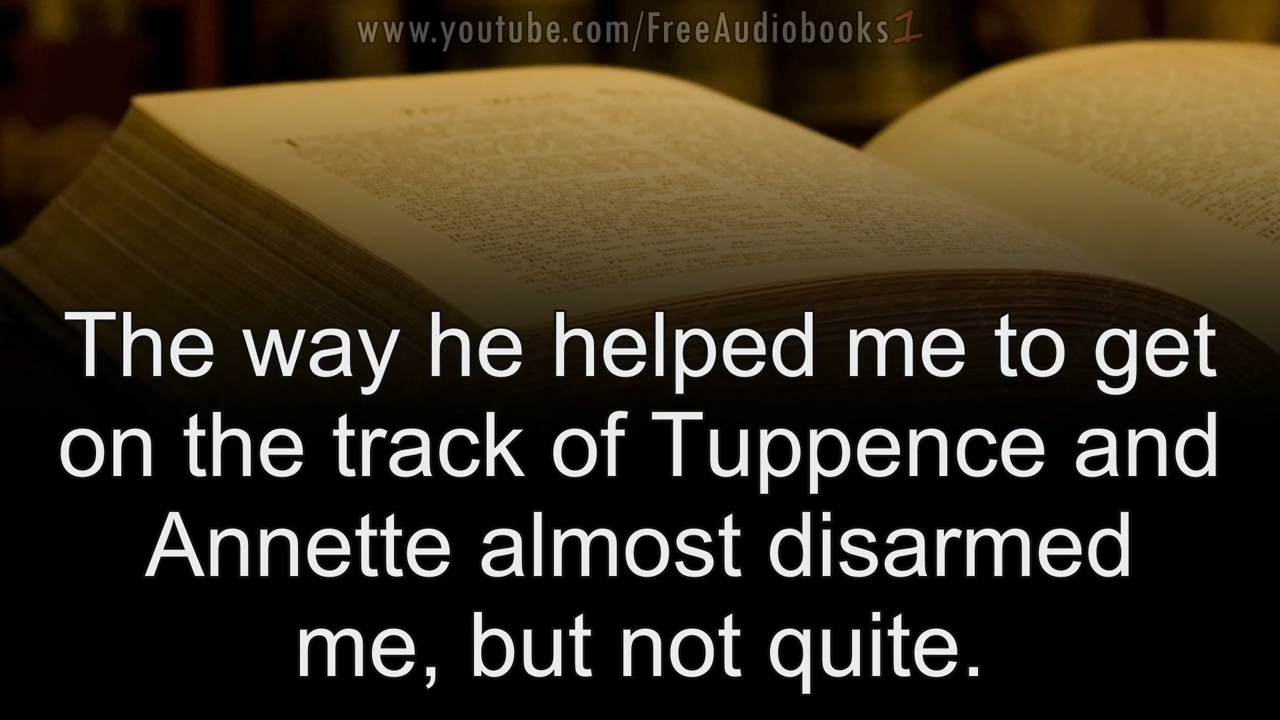 www.youtube.com/FreeAudiobooks1
The way he helped me to get
on the track of Tuppence and
Annette almost disarmed
me, but not quite.